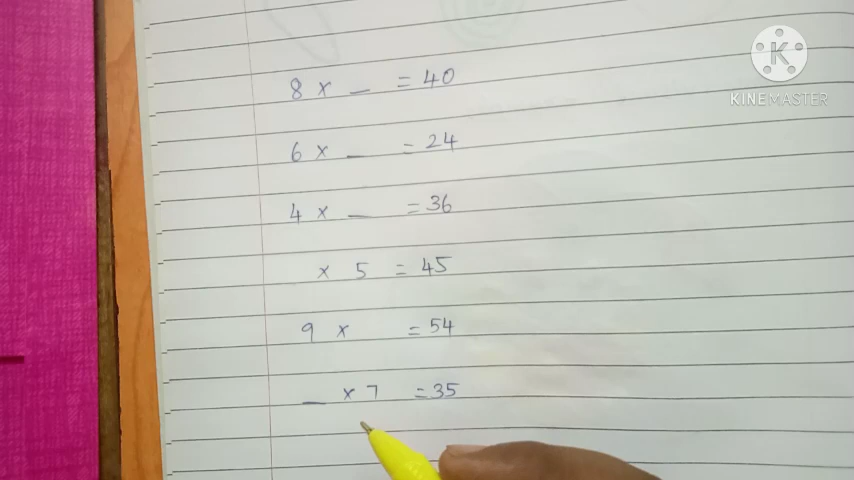 KINEMASTER
8 × _ = 40
6 × _ = 24
4 × _ = 36
× 5 = 45
9 × = 54
_ × 7 = 35